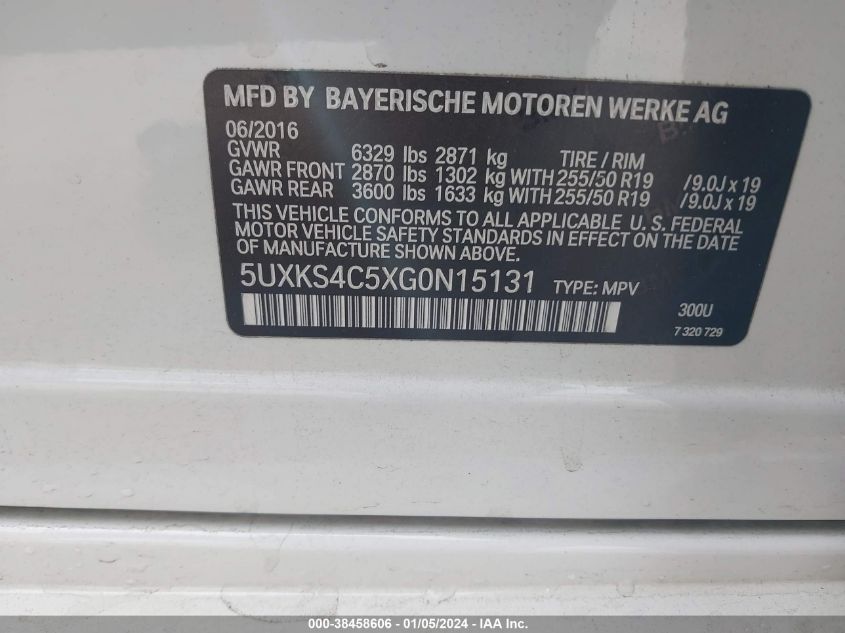 MFD BY BAYERISCHE MOTOREN WERKE AG
06/2016
GVWR 6329 lbs 2871 kg TIRE / RIM
GAWR FRONT 2870 lbs 1302 kg WITH 255/50 R19 /9.0J x 19
GAWR REAR 3600 lbs 1633 kg WITH 255/50 R19 /9.0J x 19
THIS VEHICLE CONFORMS TO ALL APPLICABLE U. S. FEDERAL
MOTOR VEHICLE SAFETY STANDARDS IN EFFECT ON THE DATE
OF MANUFACTURE SHOWN ABOVE.
5UXKS4C5XG0N15131 TYPE: MPV
300U
7 320 729
000-38458606 - 01/05/2024 - IAA Inc.